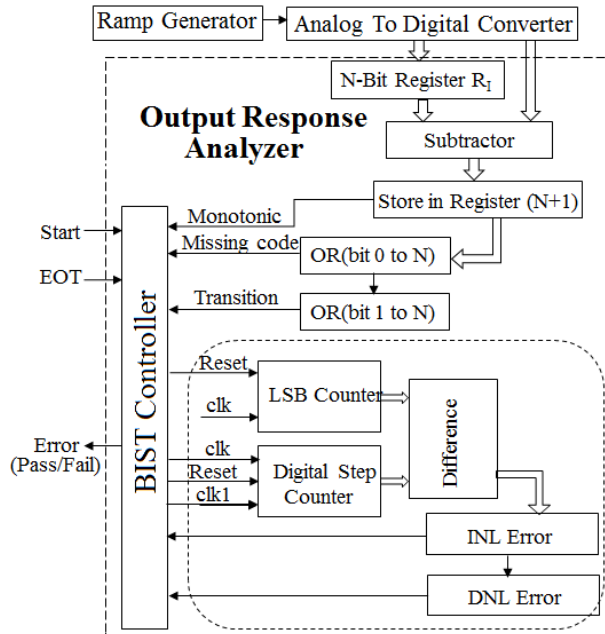 Ramp Generator
Analog To Digital Converter
N-Bit Register RI
Output Response
Analyzer
Subtractor
Store in Register (N+1)
Monotonic
Start
Missing code
OR(bit 0 to N)
EOT
Transition
OR(bit 1 to N)
BIST Controller
Reset
LSB Counter
clk
Difference
Error
(Pass/Fail)
clk
Reset
clk1
Digital Step
Counter
INL Error
DNL Error